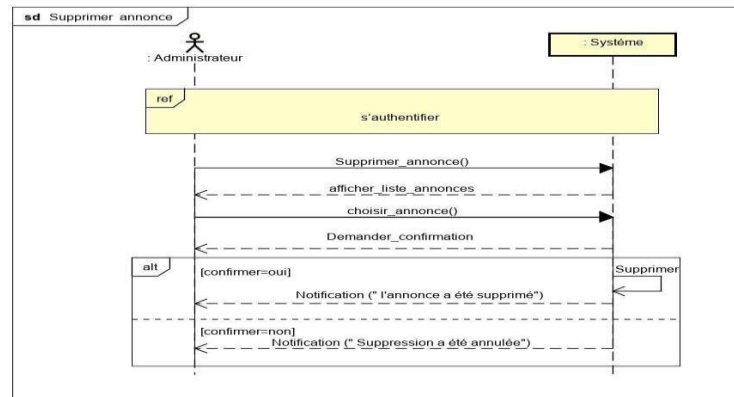 sd Supprimer annonce
: Administrateur
: Système
ref
s'authentifier
Supprimer_annonce()
afficher_liste_annonces
choisir_annonce()
Demander_confirmation
alt
[confirmer=oui]
Supprimer
Notification (" l'annonce a été supprimé")
[confirmer=non]
Notification (" Suppression a été annulée")